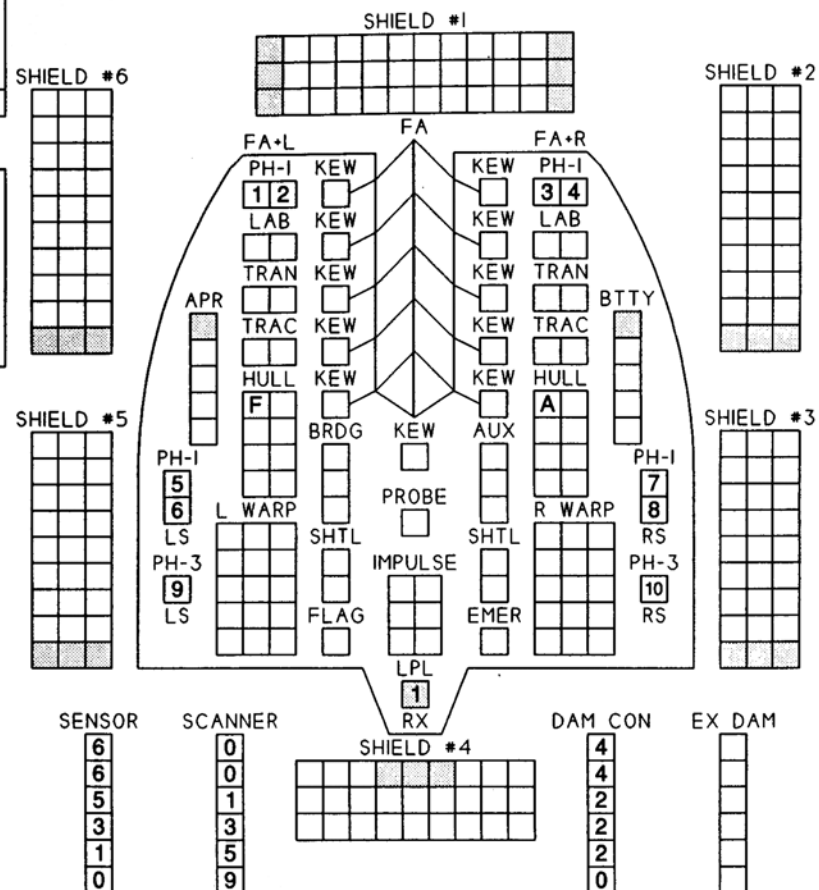 SHIELD #1
SHIELD #6
SHIELD #2
FA
FA+L
FA+R
PH-1
KEW
KEW
PH-1
1 2
3 4
LAB
KEW
KEW
LAB
TRAN
KEW
KEW
TRAN
APR
BTTY
TRAC
KEW
KEW
TRAC
HULL
KEW
KEW
HULL
F
A
SHIELD #5
SHIELD #3
BRDG
KEW
AUX
PH-1
PH-1
5
7
6
8
LS
RS
L WARP
PROBE
R WARP
SHTL
SHTL
PH-3
IMPULSE
PH-3
9
10
LS
RS
FLAG
EMER
LPL
1
RX
SENSOR
SCANNER
DAM CON
EX DAM
SHIELD #4
6
0
4
6
0
4
5
1
2
3
3
2
1
5
2
0
9
0